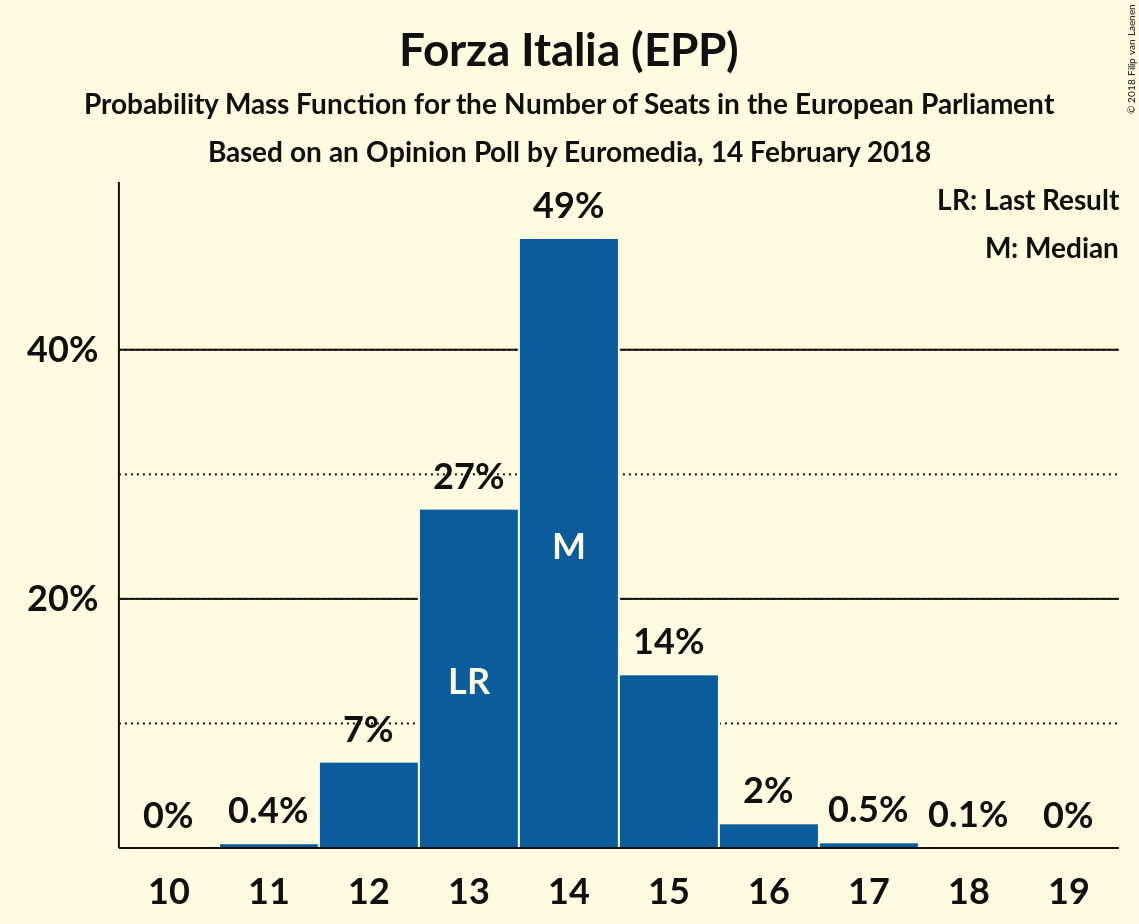 Forza Italia (EPP)
Probability Mass Function for the Number of Seats in the European Parliament
Based on an Opinion Poll by Euromedia, 14 February 2018
© 2018 Filip van Laenen
LR: Last Result
M: Median
40%
20%
0%
0.4%
7%
27%
49%
14%
2%
0.5%
0.1%
0%
LR
M
10 11 12 13 14 15 16 17 18 19